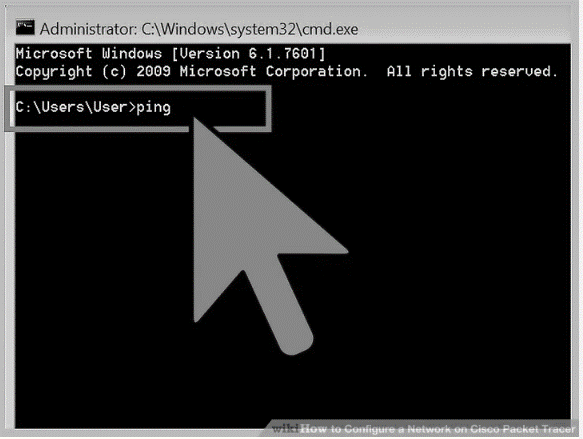 Administrator: C:\Windows\system32\cmd.exe
Microsoft Windows [Version 6.1.7601]
Copyright (c) 2009 Microsoft Corporation. All rights reserved.
C:\Users\User>ping
wikiHow to Configure a Network on Cisco Packet Tracer